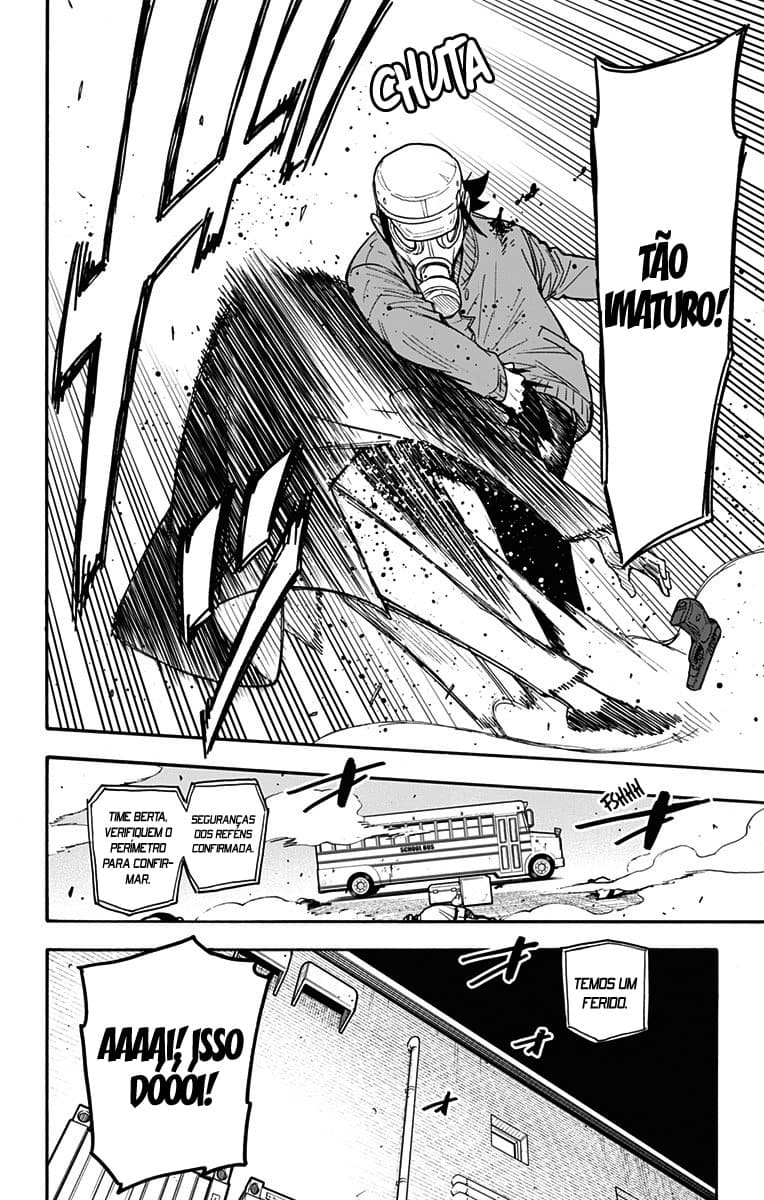 CHUTA
TÃO
IMATURO!
FSHHH
SEGURANÇAS
DOS REFÉNS
CONFIRMADA.
TIME BERTA,
VERIFIQUEM O
PERÍMETRO
PARA CONFIR-
MAR.
SCHOOL BUS
TEMOS UM
FERIDO.
AAAAI! ISSO
DÓÓÓI!